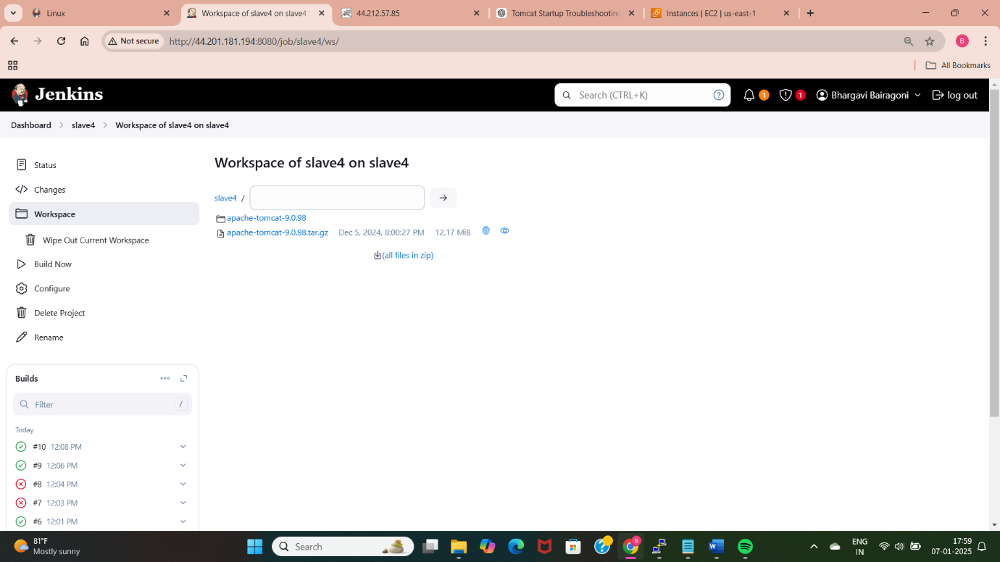 Linux
Workspace of slave4 on slave4
44.212.57.85
Tomcat Startup Troubleshooting
Instances | EC2 | us-east-1
Not secure
http://44.201.181.194:8080/job/slave4/ws/
B
All Bookmarks
Jenkins
Search (CTRL+K)
?
1
1
Bhargavi Bairagoni
log out
Dashboard
slave4
Workspace of slave4 on slave4
Status
Changes
Workspace
Wipe Out Current Workspace
Build Now
Configure
Delete Project
Rename
Workspace of slave4 on slave4
slave4 /
apache-tomcat-9.0.98
apache-tomcat-9.0.98.tar.gz Dec 5, 2024, 8:00:27 PM 12.17 MiB
(all files in zip)
Builds
Filter /
Today
#10 12:08 PM
#9 12:06 PM
#8 12:04 PM
#7 12:03 PM
#6 12:01 PM
81°F
Mostly sunny
Search
ENG
IN
17:59
07-01-2025